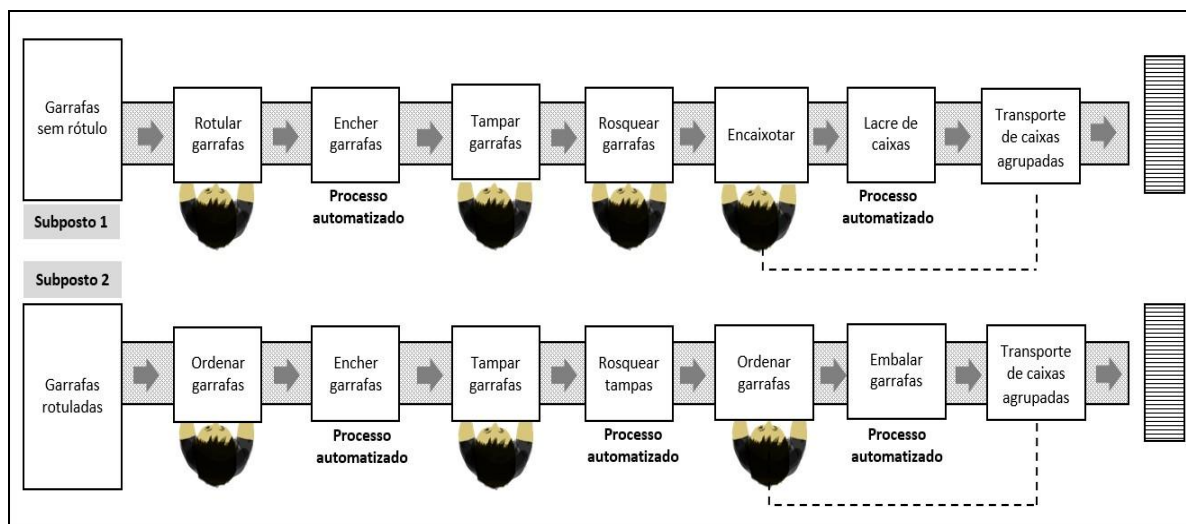 Garrafas
sem rótulo
Rotular
garrafas
Encher
garrafas
Tampar
garrafas
Rosquear
garrafas
Encaixotar
Lacre de
caixas
Transporte
de caixas
agrupadas
Processo
automatizado
Processo
automatizado
Subposto 1
Subposto 2
Garrafas
rotuladas
Ordenar
garrafas
Encher
garrafas
Tampar
garrafas
Rosquear
tampas
Ordenar
garrafas
Embalar
garrafas
Transporte
de caixas
agrupadas
Processo
automatizado
Processo
automatizado
Processo
automatizado